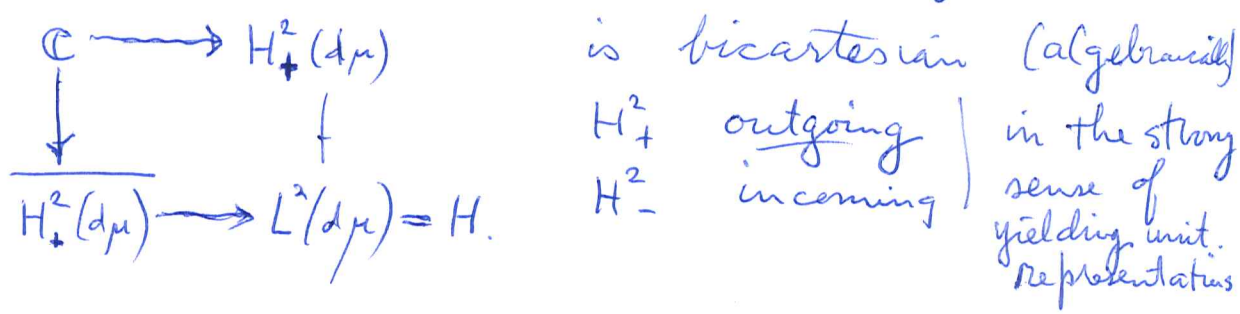 ℂ ⟶ H²₊(dμ) is bicartesian (algebraically)
H²₊ outgoing | in the strong
H²₋ incoming | sense of
H²₊(dμ) ⟶ L²(dμ) = H. yielding unit.
representations